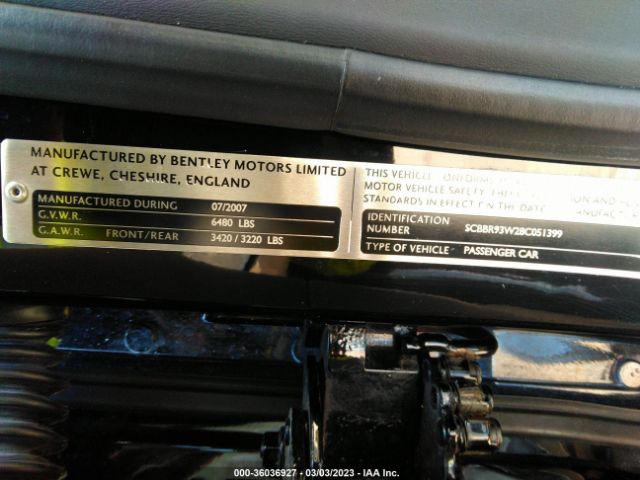 MANUFACTURED BY BENTLEY MOTORS LIMITED
AT CREWE, CHESHIRE, ENGLAND
MANUFACTURED DURING 07/2007
G.V.W.R. 6480 LBS
G.A.W.R. FRONT/REAR 3420 / 3220 LBS
THIS VEHICLE
MOTOR VEHICLE SAFETY,
STANDARDS IN EFFECT THE DATE
IDENTIFICATION
NUMBER SCBBR93W28C051399
TYPE OF VEHICLE PASSENGER CAR
000-36036927 - 03/03/2023 - IAA Inc.